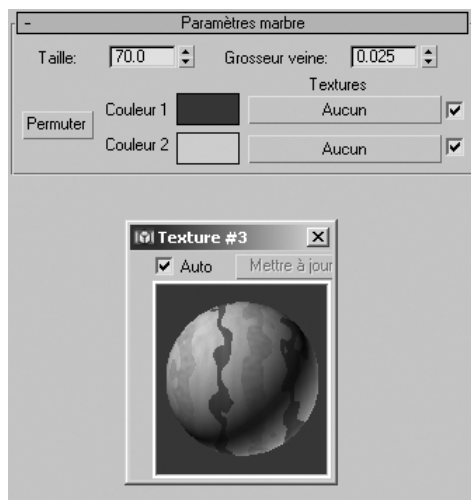 - Paramètres marbre
Taille: 70.0 Grosseur veine: 0.025
Textures
Couleur 1 Aucun
Permuter
Couleur 2 Aucun
Texture #3
Auto Mettre à jour